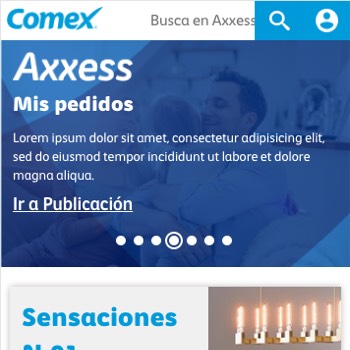 Comex
Busca en Axxess
Axxess
Mis pedidos
Lorem ipsum dolor sit amet, consectetur adipisicing elit,
sed do eiusmod tempor incididunt ut labore et dolore
magna aliqua.
Ir a Publicación
Sensaciones